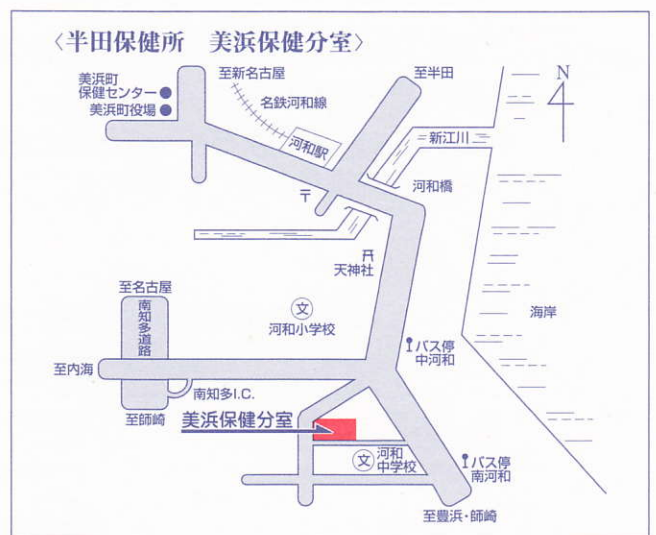 〈半田保健所　美浜保健分室〉
美浜町
保健センター
美浜町役場
至新名古屋
名鉄河和線
河和駅
至半田
N
新江川
河和橋
〒
天神社
至名古屋
南知多道路
文
河和小学校
海岸
バス停
中河和
至内海
南知多I.C.
至師崎
美浜保健分室
文
河和
中学校
バス停
南河和
至豊浜・師崎